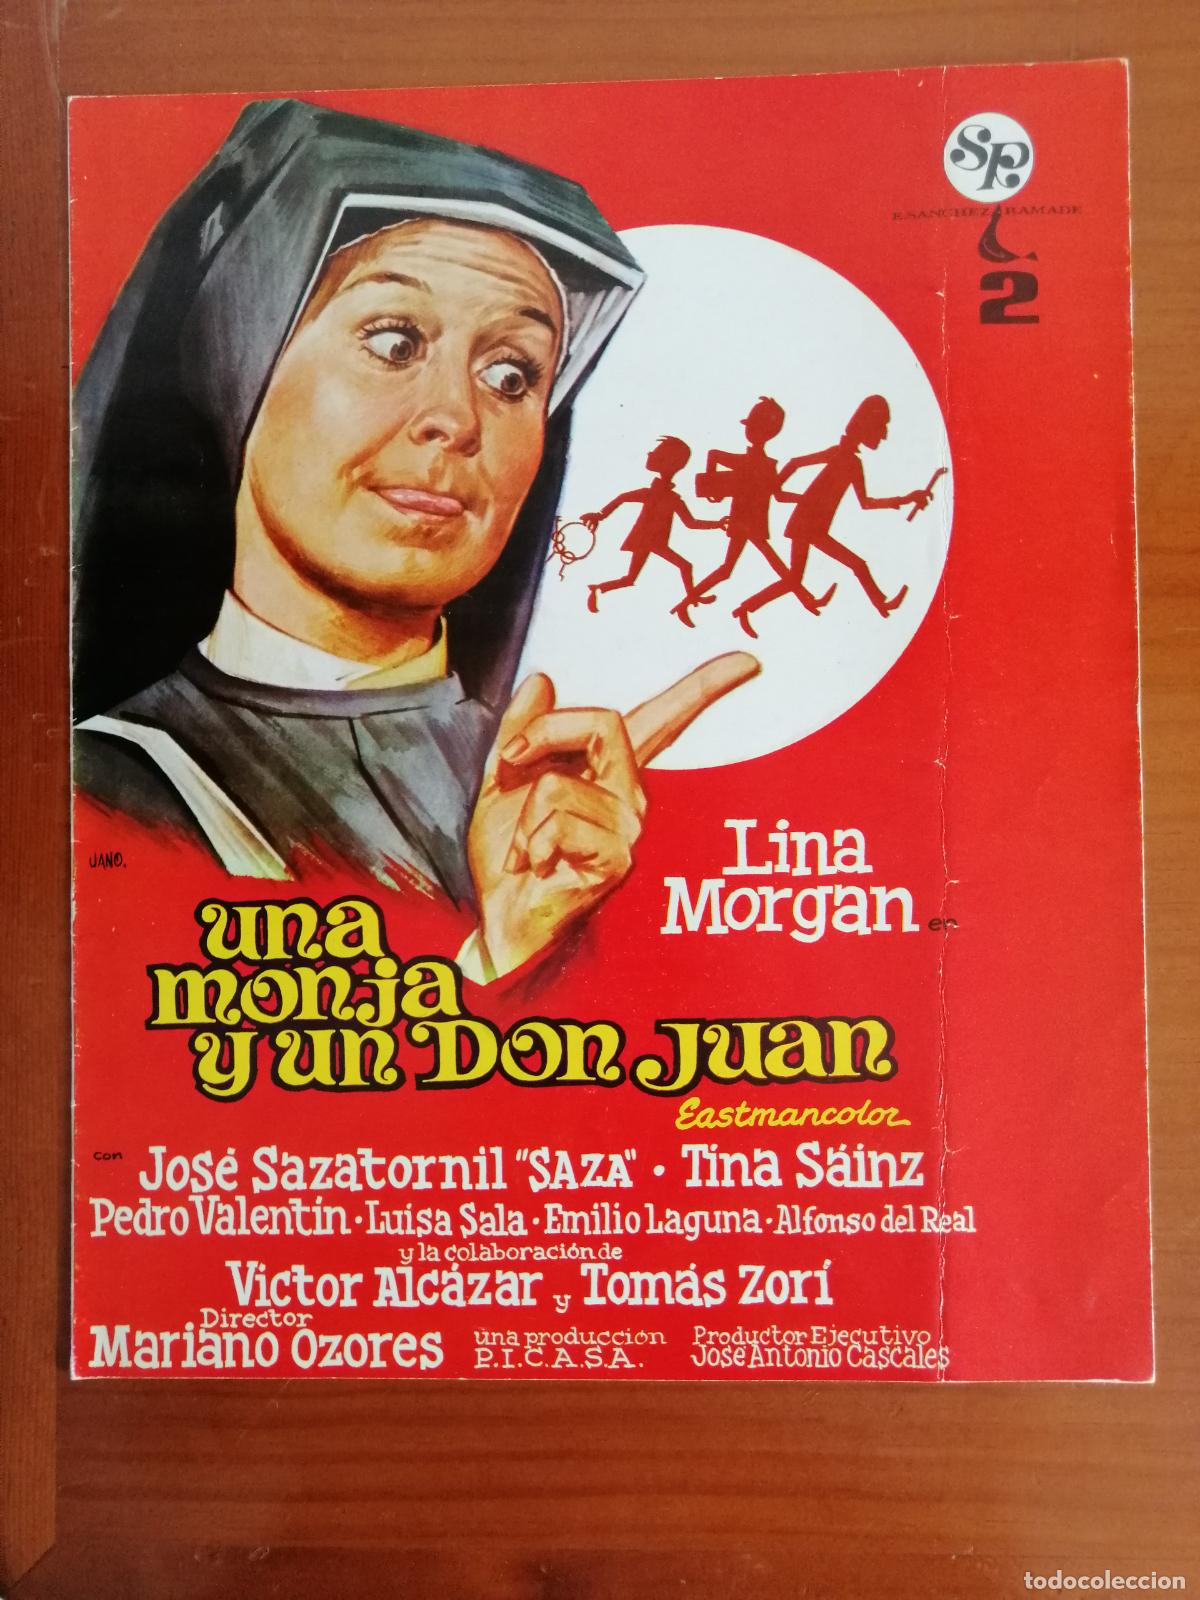 SR
E.SANCHEZ RAMADE
2
JANO.
Lina
Morgan en
una
monja
y un Don Juan
Eastmancolor
con José Sazatornil "SAZA" · Tina Sáinz
Pedro Valentín · Luisa Sala · Emilio Laguna · Alfonso del Real
y la colaboración de
Victor Alcázar y Tomás Zorí
Director
Mariano Ozores
una producción
P.I.C.A.S.A.
Productor Ejecutivo
José Antonio Cascales
todocoleccion